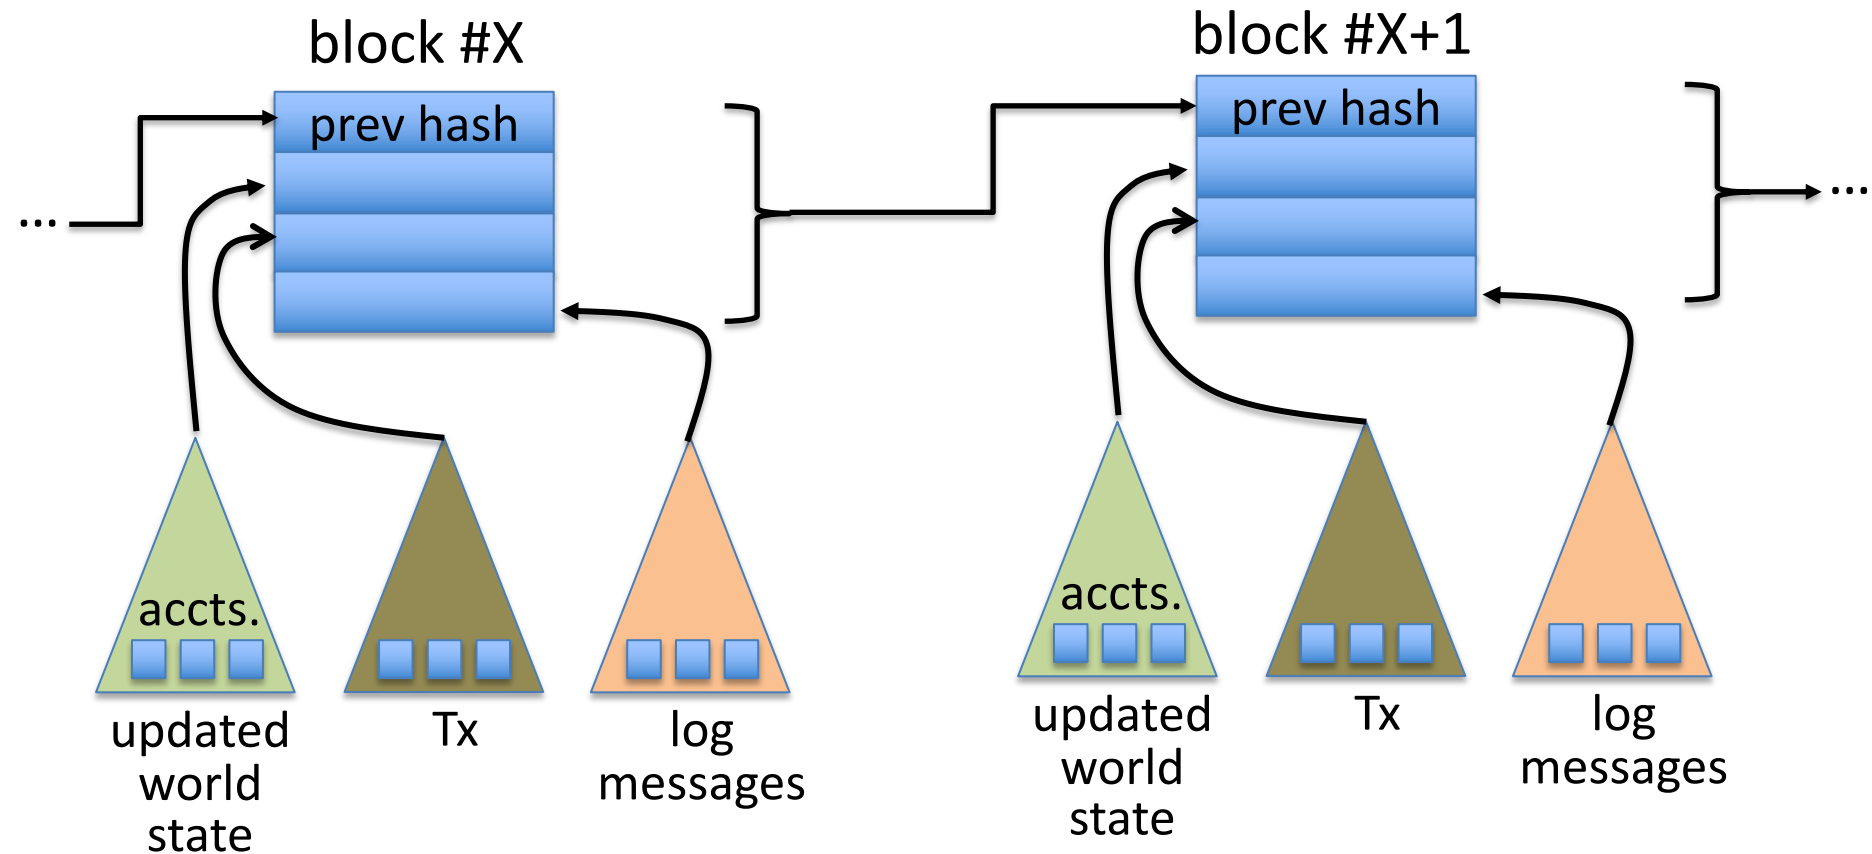 block #X
block #X+1
prev hash
prev hash
...
...
accts.
accts.
updated
world
state
Tx
log
messages
updated
world
state
Tx
log
messages